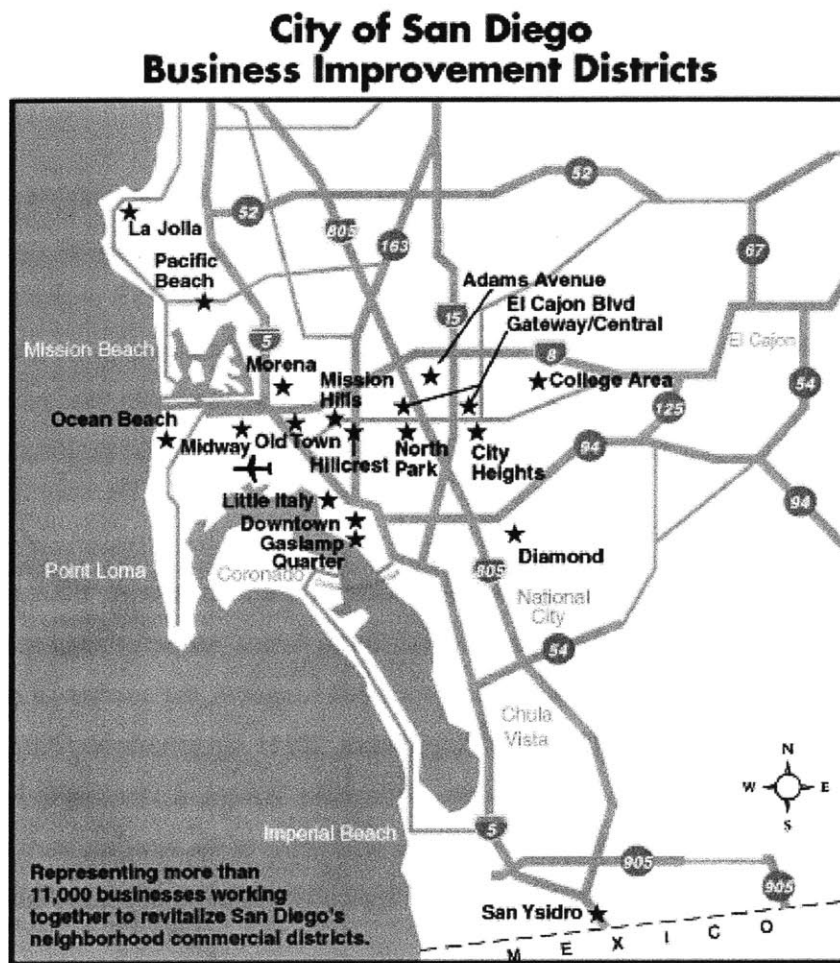 City of San Diego
Business Improvement Districts
52
52
La Jolla
805
163
67
Pacific
Beach
Adams Avenue
El Cajon Blvd
Gateway/Central
15
5
Mission Beach
El Cajon
8
Morena
Mission
Hills
College Area
54
125
Ocean Beach
Midway
Old Town
Hillcrest
North
Park
City
Heights
94
94
Little Italy
Downtown
Gaslamp
Quarter
Diamond
Point Loma
Coronado
805
National
City
54
Chula
Vista
N
W
E
S
Imperial Beach
5
905
905
Representing more than
11,000 businesses working
together to revitalize San Diego's
neighborhood commercial districts.
San Ysidro
MEXICO